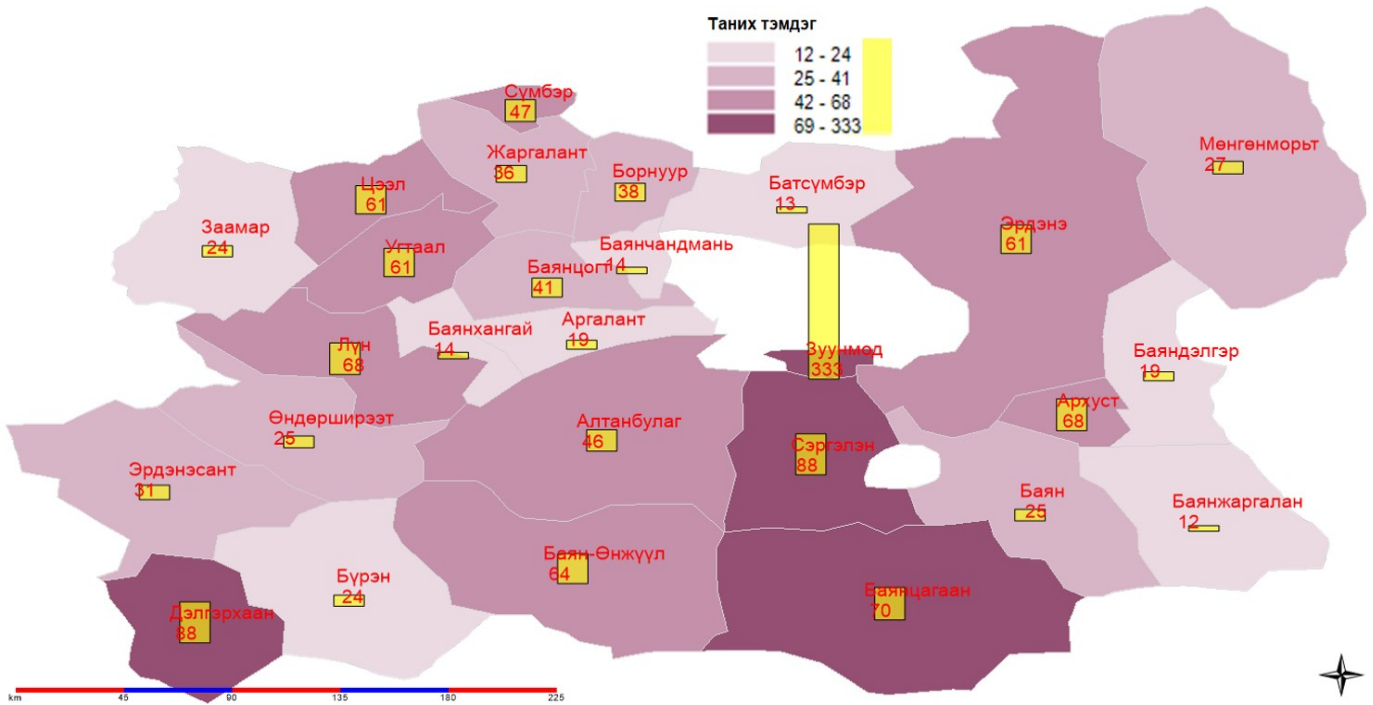 Таних тэмдэг
12 - 24
25 - 41
42 - 68
69 - 333
Сүмбэр
47
Жаргалант
36
Борнуур
38
Батсүмбэр
13
Мөнгөнморьт
27
Цээл
61
Заамар
24
Угтаал
61
Баянчандмань
14
Баянцогт
41
Эрдэнэ
61
Баянхангай
14
Аргалант
19
Лүн
68
Зуунмод
333
Баяндэлгэр
19
Архуст
68
Өндөрширээт
25
Алтанбулаг
46
Сэргэлэн
88
Эрдэнэсант
31
Баян
25
Баянжаргалан
12
Баян-Өнжүүл
64
Бүрэн
24
Баянцагаан
70
Дэлгэрхаан
88
km 45 90 135 180 225